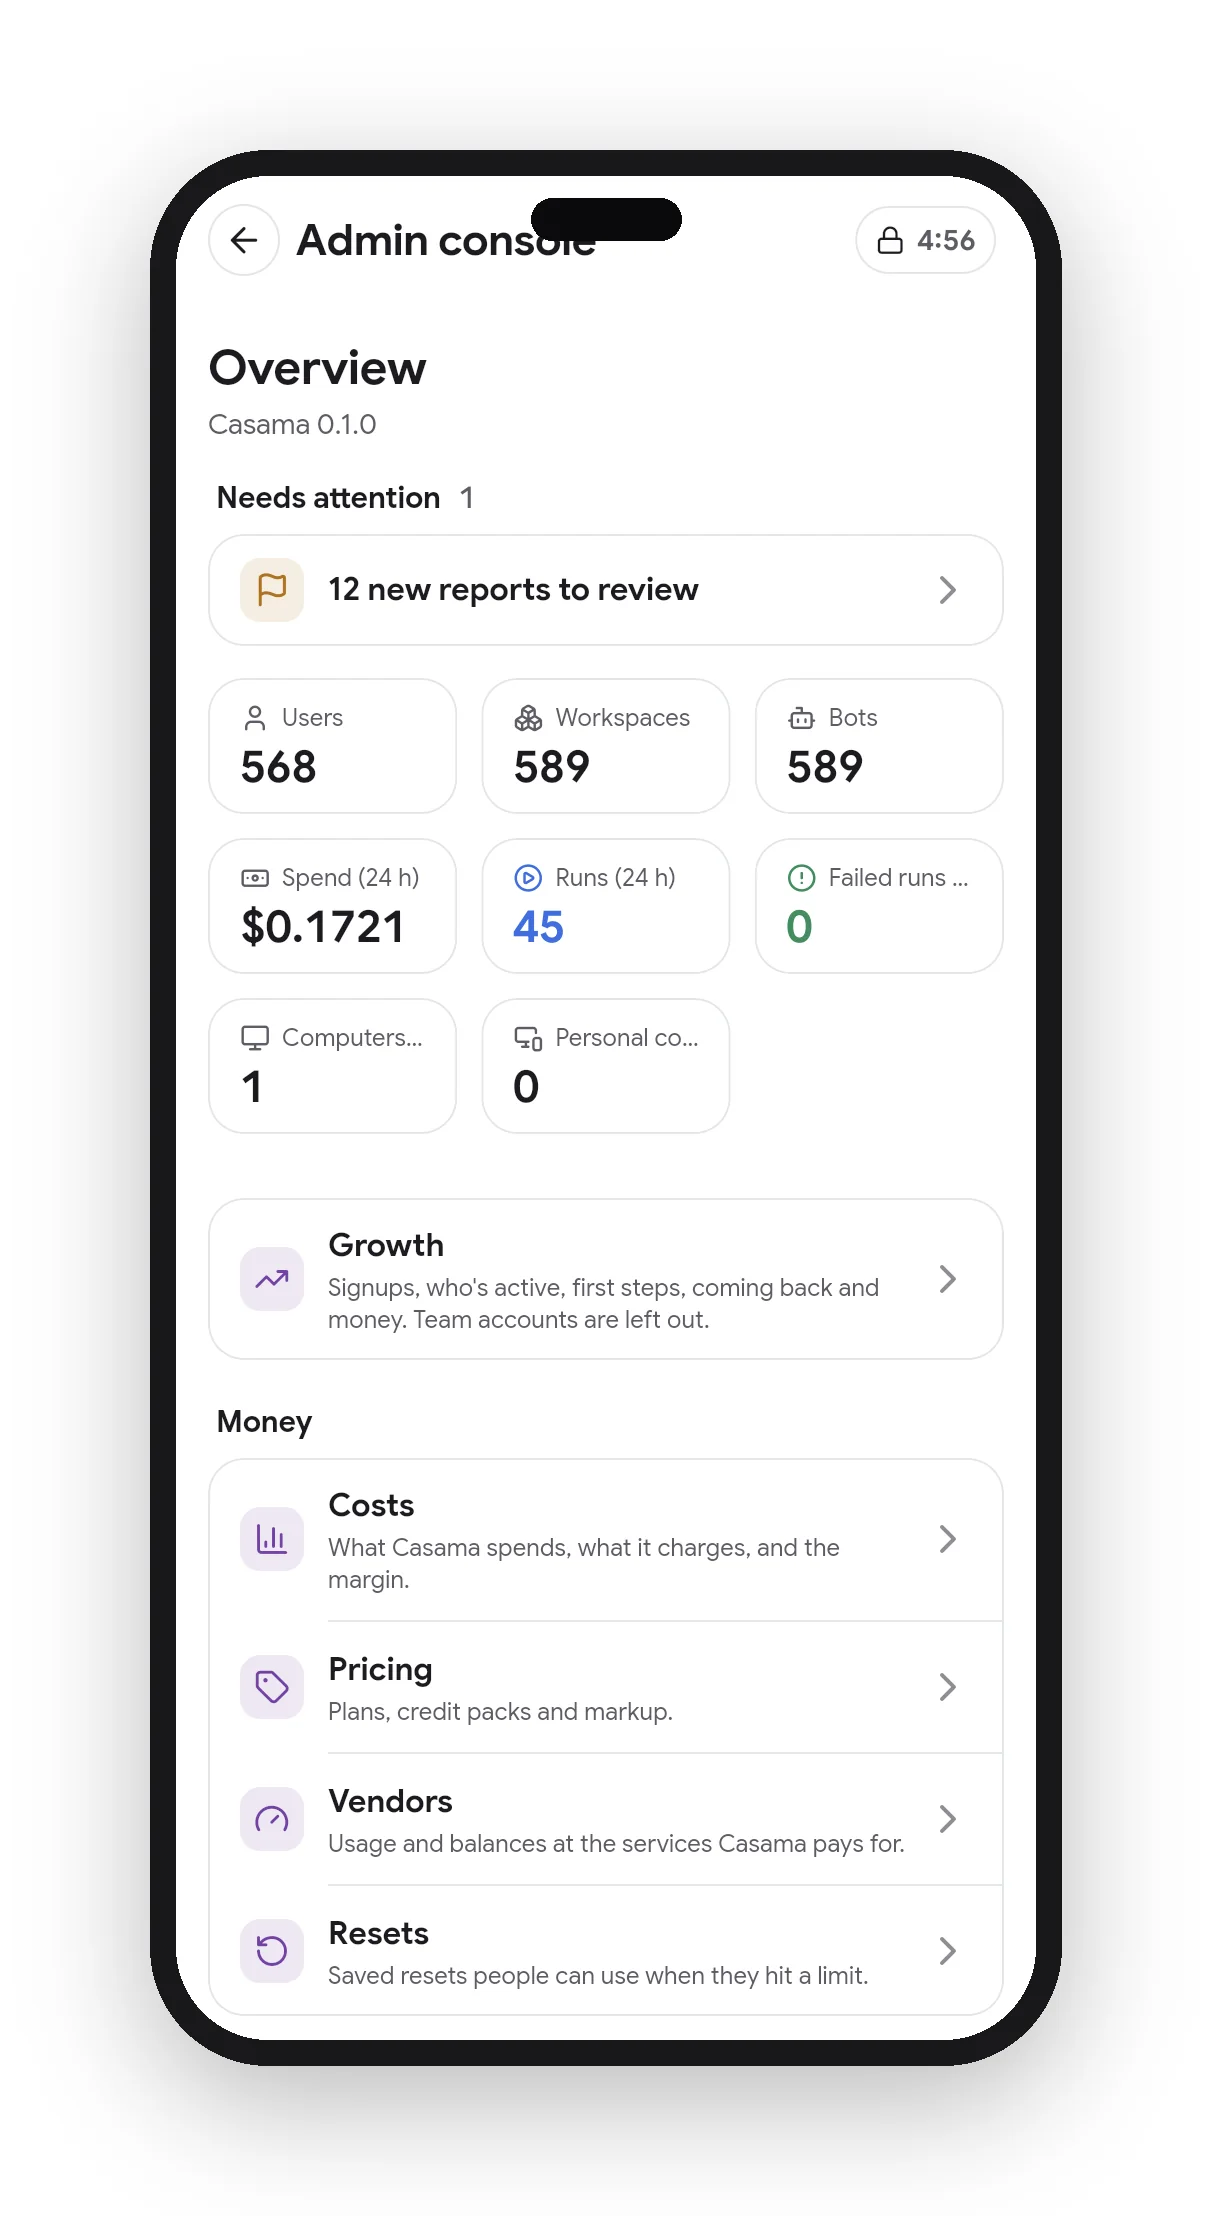 Admin console
4:56
Overview
Casama 0.1.0
Needs attention 1
12 new reports to review
Users
568
Workspaces
589
Bots
589
Spend (24 h)
$0.1721
Runs (24 h)
45
Failed runs ...
0
Computers...
1
Personal co...
0
Growth
Signups, who's active, first steps, coming back and
money. Team accounts are left out.
Money
Costs
What Casama spends, what it charges, and the
margin.
Pricing
Plans, credit packs and markup.
Vendors
Usage and balances at the services Casama pays for.
Resets
Saved resets people can use when they hit a limit.